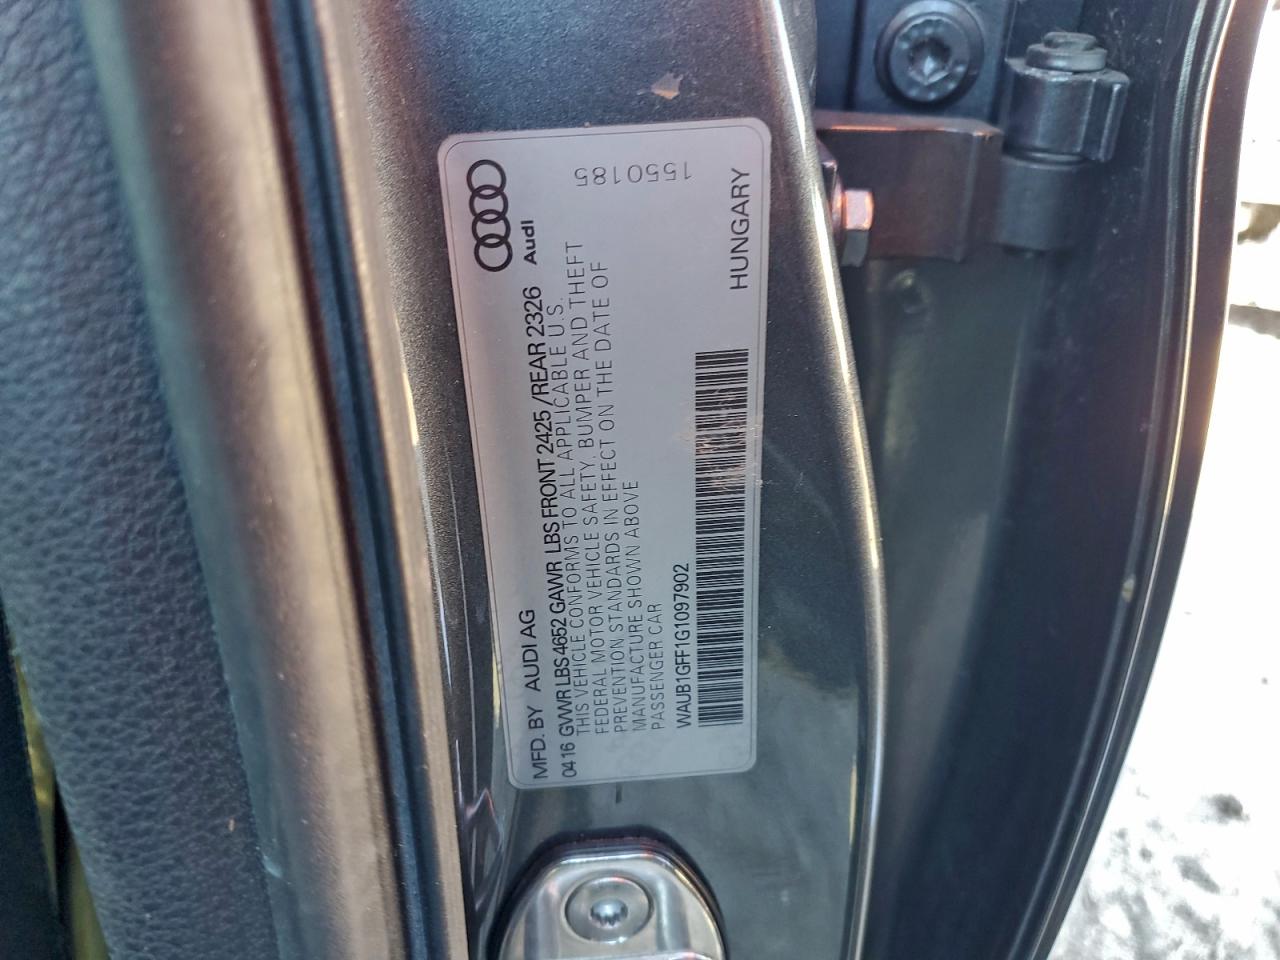 Audi
MFD. BY AUDI AG
04 16 GVWR LBS 4652 GAWR LBS FRONT 2425 /REAR 2326
THIS VEHICLE CONFORMS TO ALL APPLICABLE U.S.
FEDERAL MOTOR VEHICLE SAFETY, BUMPER AND THEFT
PREVENTION STANDARDS IN EFFECT ON THE DATE OF
MANUFACTURE SHOWN ABOVE
PASSENGER CAR
WAUB1GFF1G1097902
HUNGARY
1550185